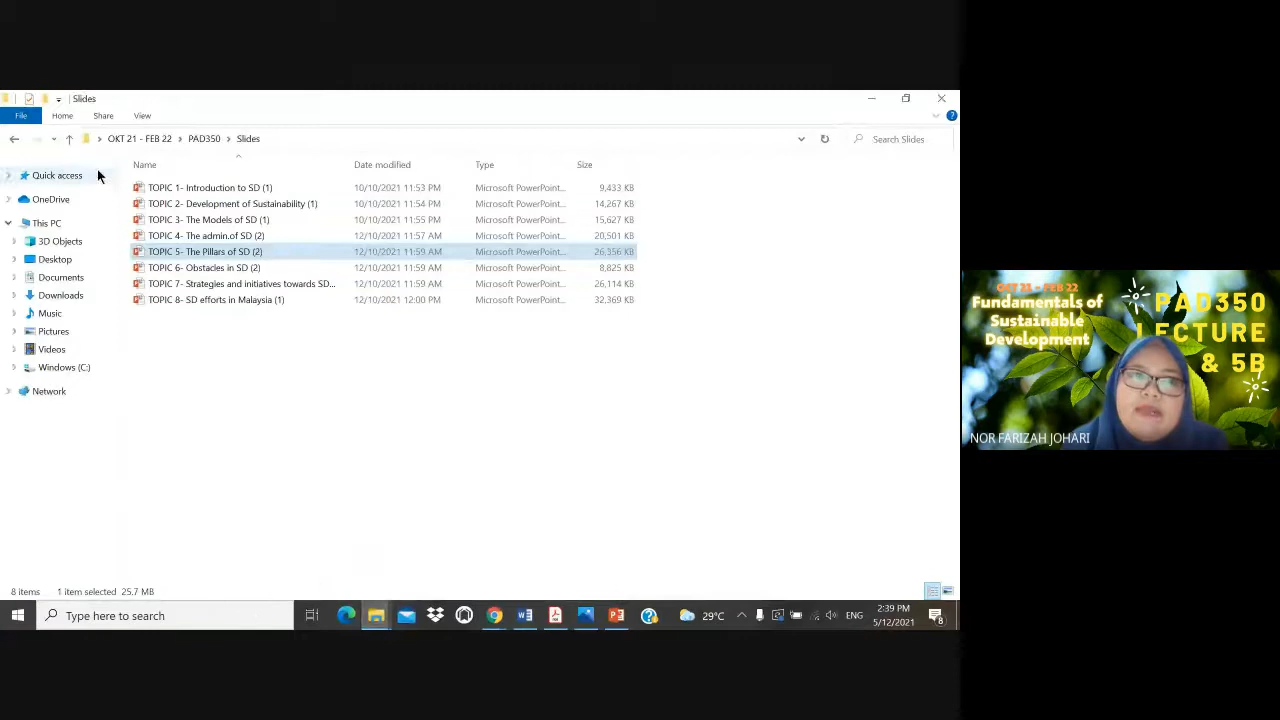 Slides
File Home Share View
OKT 21 - FEB 22 PAD350 Slides
Search Slides
Name Date modified Type Size
Quick access
OneDrive
This PC
3D Objects
Desktop
Documents
Downloads
Music
Pictures
Videos
Windows (C:)
Network
TOPIC 1- Introduction to SD (1) 10/10/2021 11:53 PM Microsoft PowerPoint... 9,433 KB
TOPIC 2- Development of Sustainability (1) 10/10/2021 11:54 PM Microsoft PowerPoint... 14,267 KB
TOPIC 3- The Models of SD (1) 10/10/2021 11:55 PM Microsoft PowerPoint... 15,627 KB
TOPIC 4- The admin.of SD (2) 12/10/2021 11:57 AM Microsoft PowerPoint... 20,501 KB
TOPIC 5- The Pillars of SD (2) 12/10/2021 11:59 AM Microsoft PowerPoint... 26,356 KB
TOPIC 6- Obstacles in SD (2) 12/10/2021 11:59 AM Microsoft PowerPoint... 8,825 KB
TOPIC 7- Strategies and initiatives towards SD... 12/10/2021 11:59 AM Microsoft PowerPoint... 26,114 KB
TOPIC 8- SD efforts in Malaysia (1) 12/10/2021 12:00 PM Microsoft PowerPoint... 32,369 KB
8 items 1 item selected 25.7 MB
Type here to search
29°C
ENG
2:39 PM
5/12/2021
8
OKT 21 - FEB 22
Fundamentals of
Sustainable
Development
PAD350
LECTURE
& 5B
NOR FARIZAH JOHARI